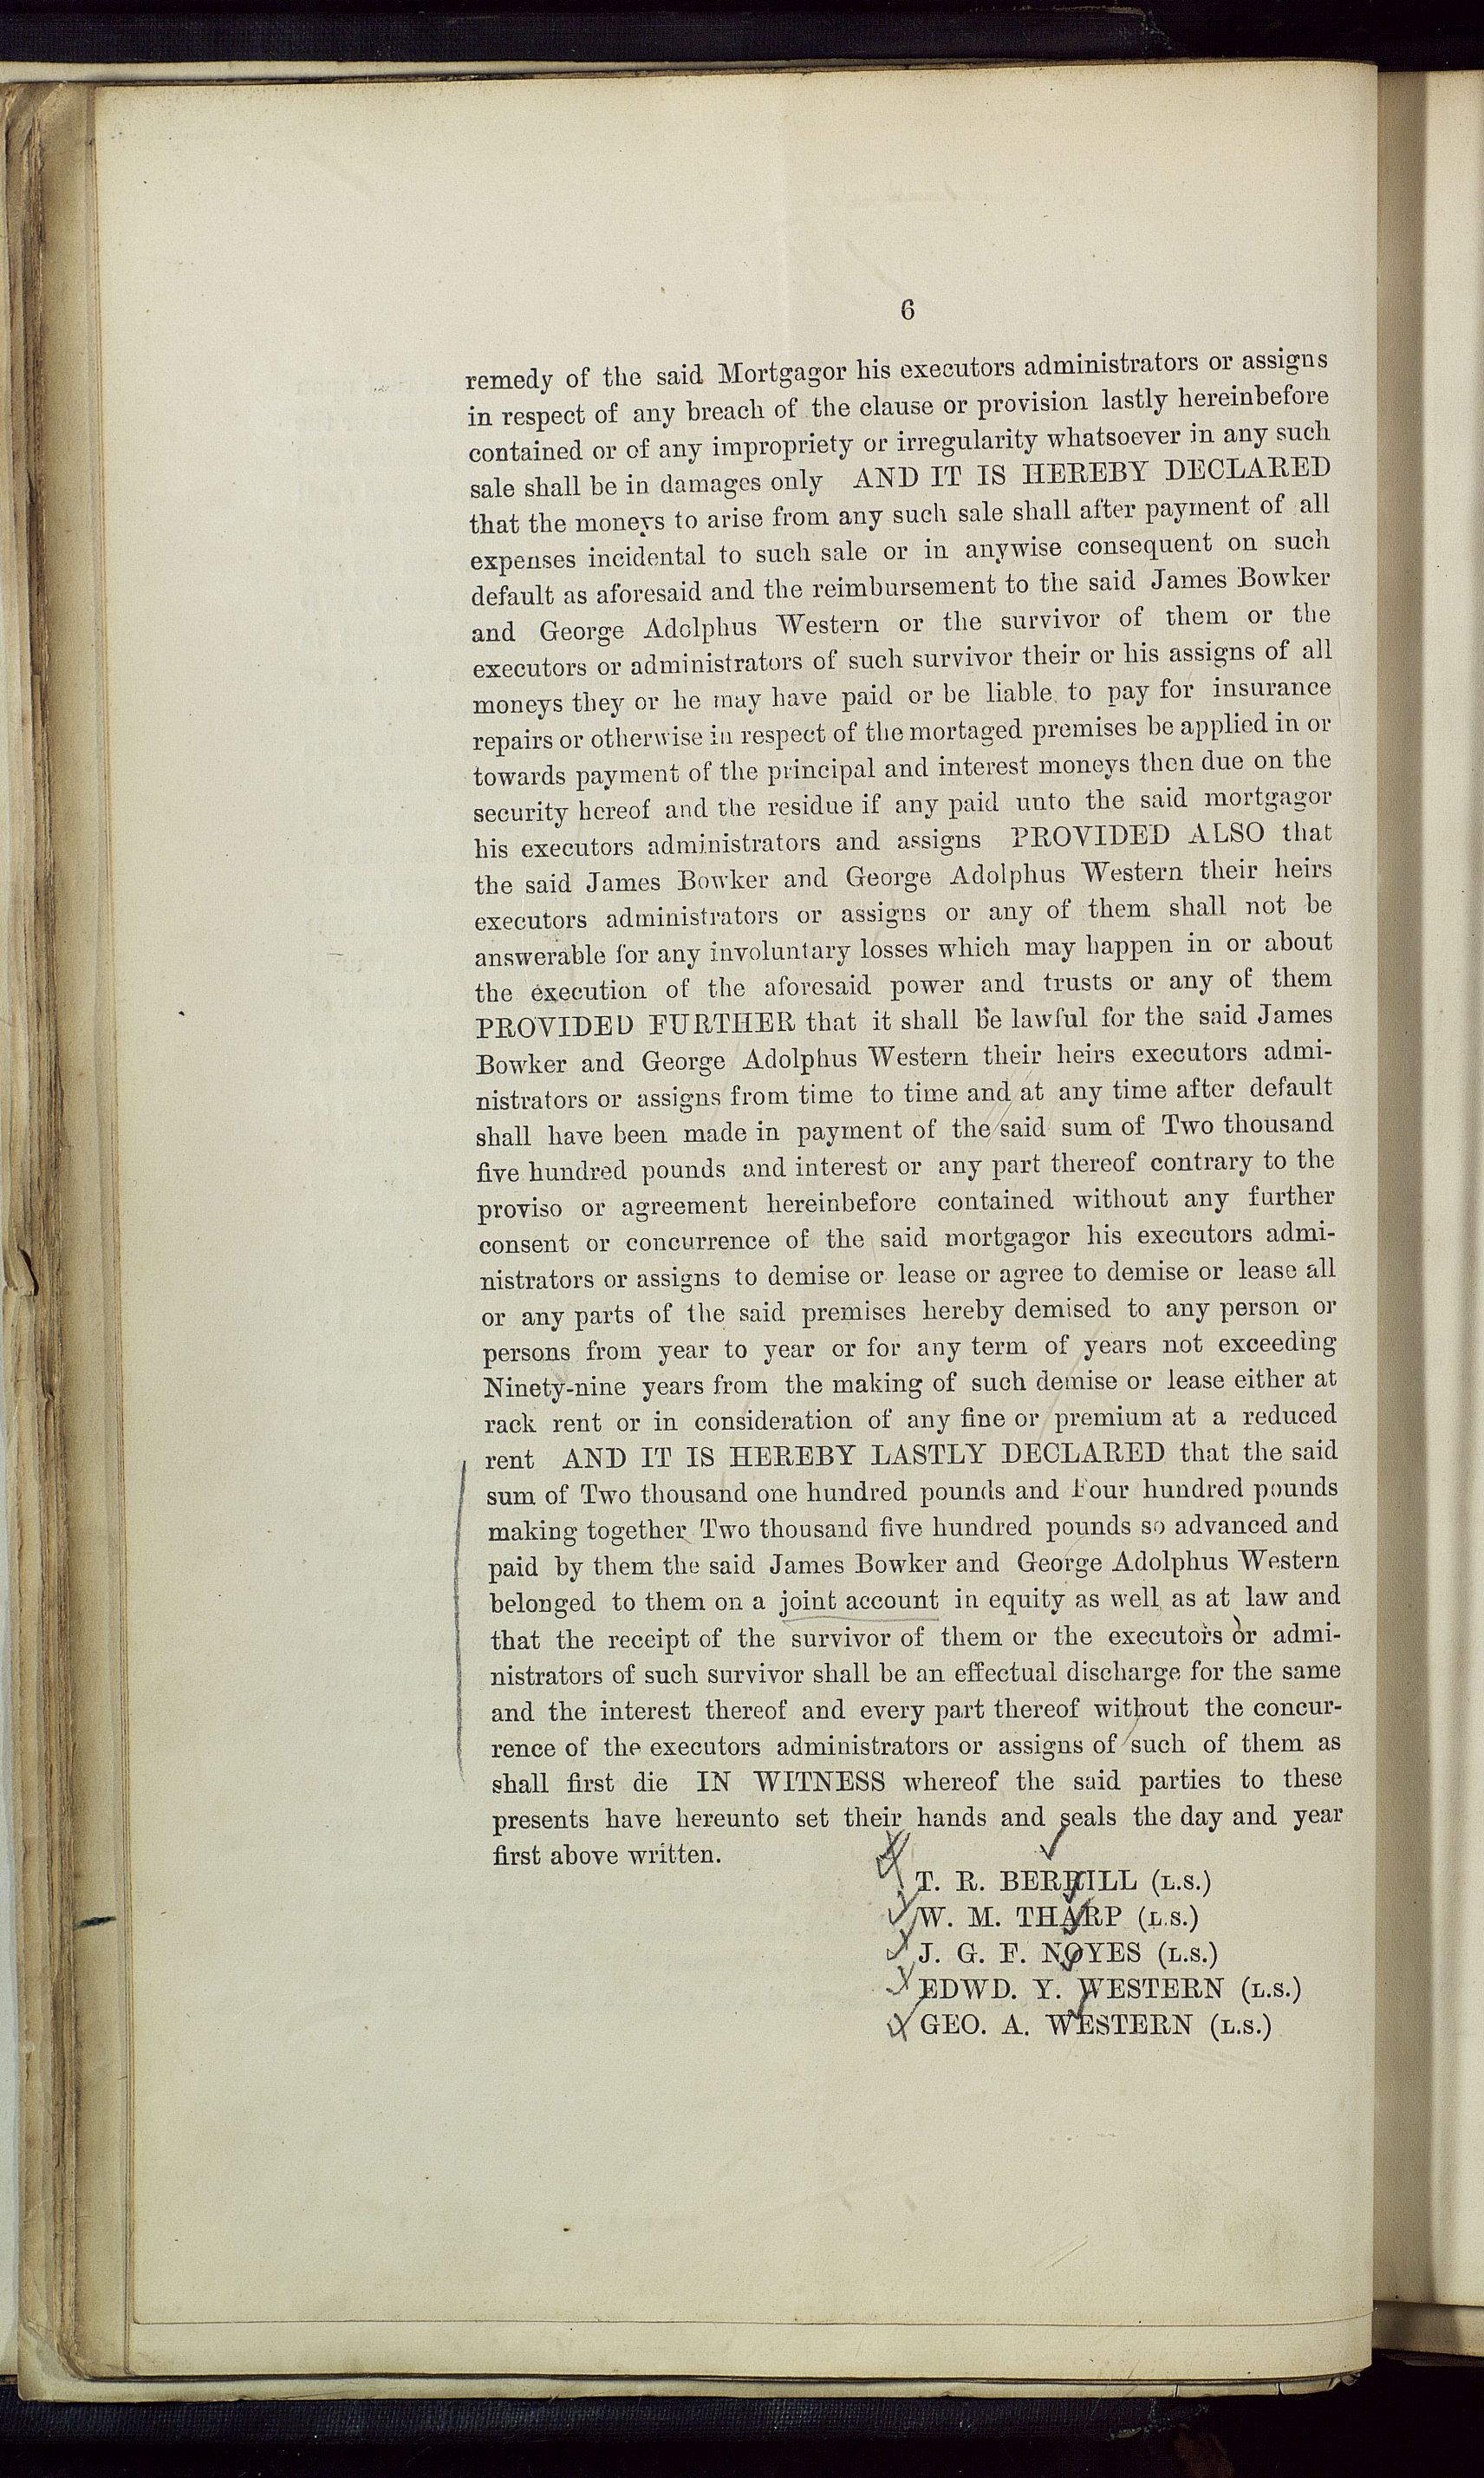 6
remedy of the said Mortgagor his executors administrators or assigns
in respect of any breach of the clause or provision lastly hereinbefore
contained or of any impropriety or irregularity whatsoever in any such
sale shall be in damages only AND IT IS HEREBY DECLARED
that the moneys to arise from any such sale shall after payment of all
expenses incidental to such sale or in anywise consequent on such
default as aforesaid and the reimbursement to the said James Bowker
and George Adolphus Western or the survivor of them or the
executors or administrators of such survivor their or his assigns of all
moneys they or he may have paid or be liable to pay for insurance
repairs or otherwise in respect of the mortaged premises be applied in or
towards payment of the principal and interest moneys then due on the
security hereof and the residue if any paid unto the said mortgagor
his executors administrators and assigns PROVIDED ALSO that
the said James Bowker and George Adolphus Western their heirs
executors administrators or assigns or any of them shall not be
answerable for any involuntary losses which may happen in or about
the execution of the aforesaid power and trusts or any of them
PROVIDED FURTHER that it shall be lawful for the said James
Bowker and George Adolphus Western their heirs executors admi-
nistrators or assigns from time to time and at any time after default
shall have been made in payment of the said sum of Two thousand
five hundred pounds and interest or any part thereof contrary to the
proviso or agreement hereinbefore contained without any further
consent or concurrence of the said mortgagor his executors admi-
nistrators or assigns to demise or lease or agree to demise or lease all
or any parts of the said premises hereby demised to any person or
persons from year to year or for any term of years not exceeding
Ninety-nine years from the making of such demise or lease either at
rack rent or in consideration of any fine or premium at a reduced
rent AND IT IS HEREBY LASTLY DECLARED that the said
sum of Two thousand one hundred pounds and Four hundred pounds
making together Two thousand five hundred pounds so advanced and
paid by them the said James Bowker and George Adolphus Western
belonged to them on a joint account in equity as well as at law and
that the receipt of the survivor of them or the executors or admi-
nistrators of such survivor shall be an effectual discharge for the same
and the interest thereof and every part thereof without the concur-
rence of the executors administrators or assigns of such of them as
shall first die IN WITNESS whereof the said parties to these
presents have hereunto set their hands and seals the day and year
first above written.
T. R. BERRILL (L.S.)
W. M. THARP (L.S.)
J. G. F. NOYES (L.S.)
EDWD. Y. WESTERN (L.S.)
GEO. A. WESTERN (L.S.)